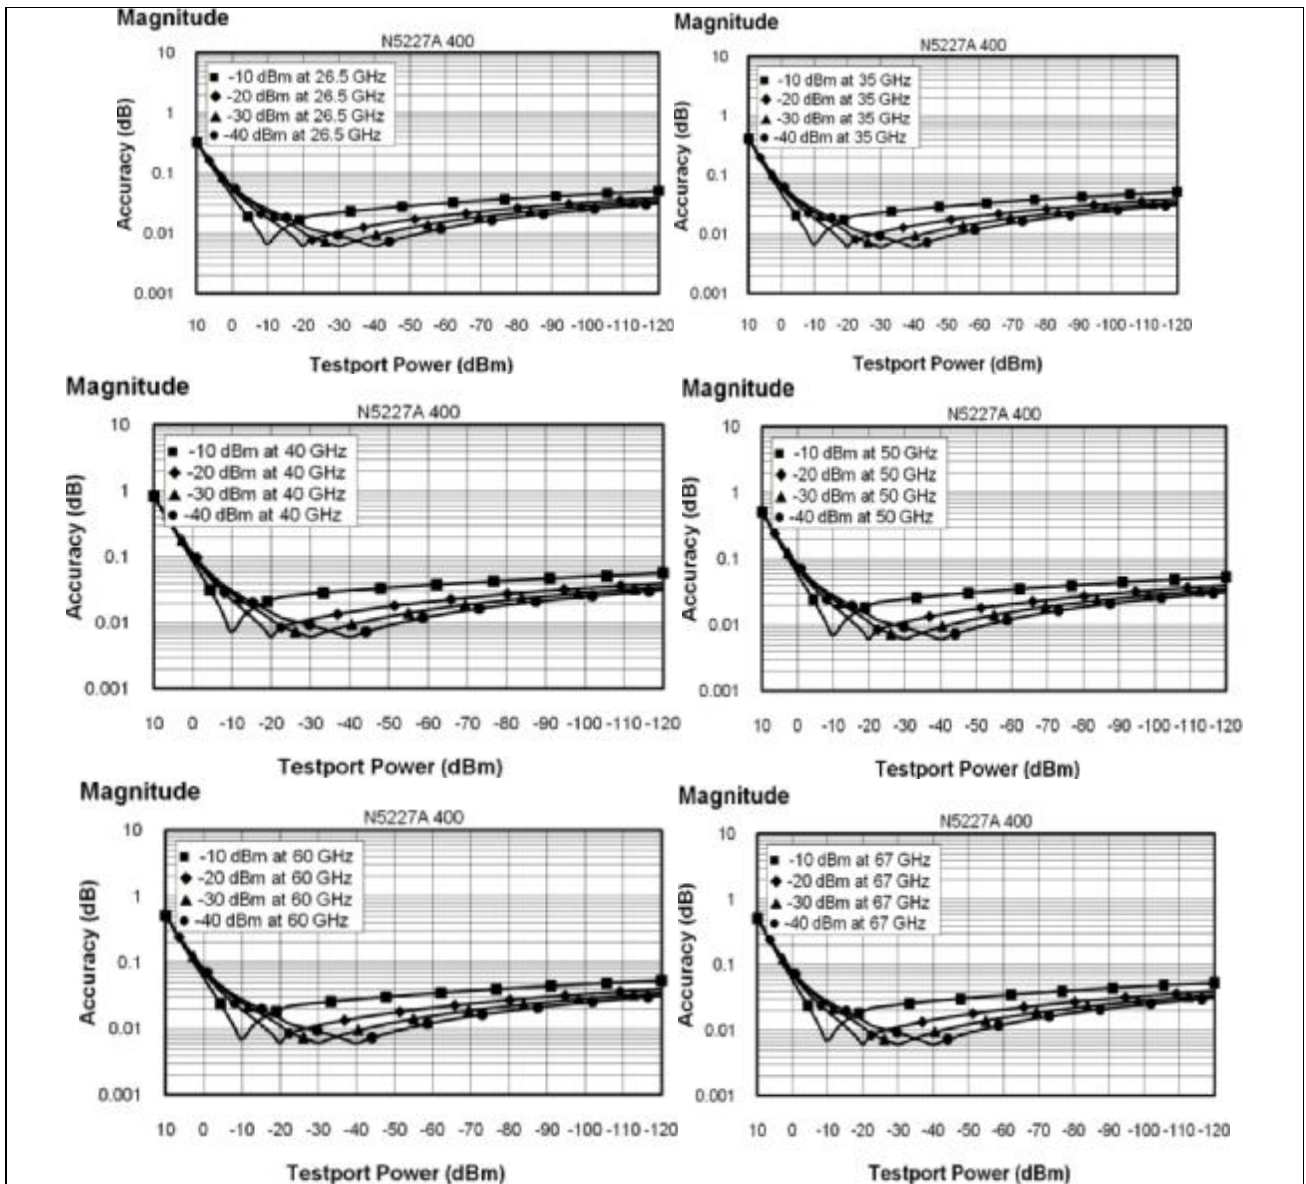 Magnitude
N5227A 400
10
-10 dBm at 26.5 GHz
-20 dBm at 26.5 GHz
-30 dBm at 26.5 GHz
-40 dBm at 26.5 GHz
1
0.1
0.01
0.001
Accuracy (dB)
10 0 -10 -20 -30 -40 -50 -60 -70 -80 -90 -100 -110 -120
Testport Power (dBm)
Magnitude
N5227A 400
10
-10 dBm at 35 GHz
-20 dBm at 35 GHz
-30 dBm at 35 GHz
-40 dBm at 35 GHz
1
0.1
0.01
0.001
Accuracy (dB)
10 0 -10 -20 -30 -40 -50 -60 -70 -80 -90 -100 -110 -120
Testport Power (dBm)
Magnitude
N5227A 400
10
-10 dBm at 40 GHz
-20 dBm at 40 GHz
-30 dBm at 40 GHz
-40 dBm at 40 GHz
1
0.1
0.01
0.001
Accuracy (dB)
10 0 -10 -20 -30 -40 -50 -60 -70 -80 -90 -100 -110 -120
Testport Power (dBm)
Magnitude
N5227A 400
10
-10 dBm at 50 GHz
-20 dBm at 50 GHz
-30 dBm at 50 GHz
-40 dBm at 50 GHz
1
0.1
0.01
0.001
Accuracy (dB)
10 0 -10 -20 -30 -40 -50 -60 -70 -80 -90 -100 -110 -120
Testport Power (dBm)
Magnitude
N5227A 400
10
-10 dBm at 60 GHz
-20 dBm at 60 GHz
-30 dBm at 60 GHz
-40 dBm at 60 GHz
1
0.1
0.01
0.001
Accuracy (dB)
10 0 -10 -20 -30 -40 -50 -60 -70 -80 -90 -100 -110 -120
Testport Power (dBm)
Magnitude
N5227A 400
10
-10 dBm at 67 GHz
-20 dBm at 67 GHz
-30 dBm at 67 GHz
-40 dBm at 67 GHz
1
0.1
0.01
0.001
Accuracy (dB)
10 0 -10 -20 -30 -40 -50 -60 -70 -80 -90 -100 -110 -120
Testport Power (dBm)